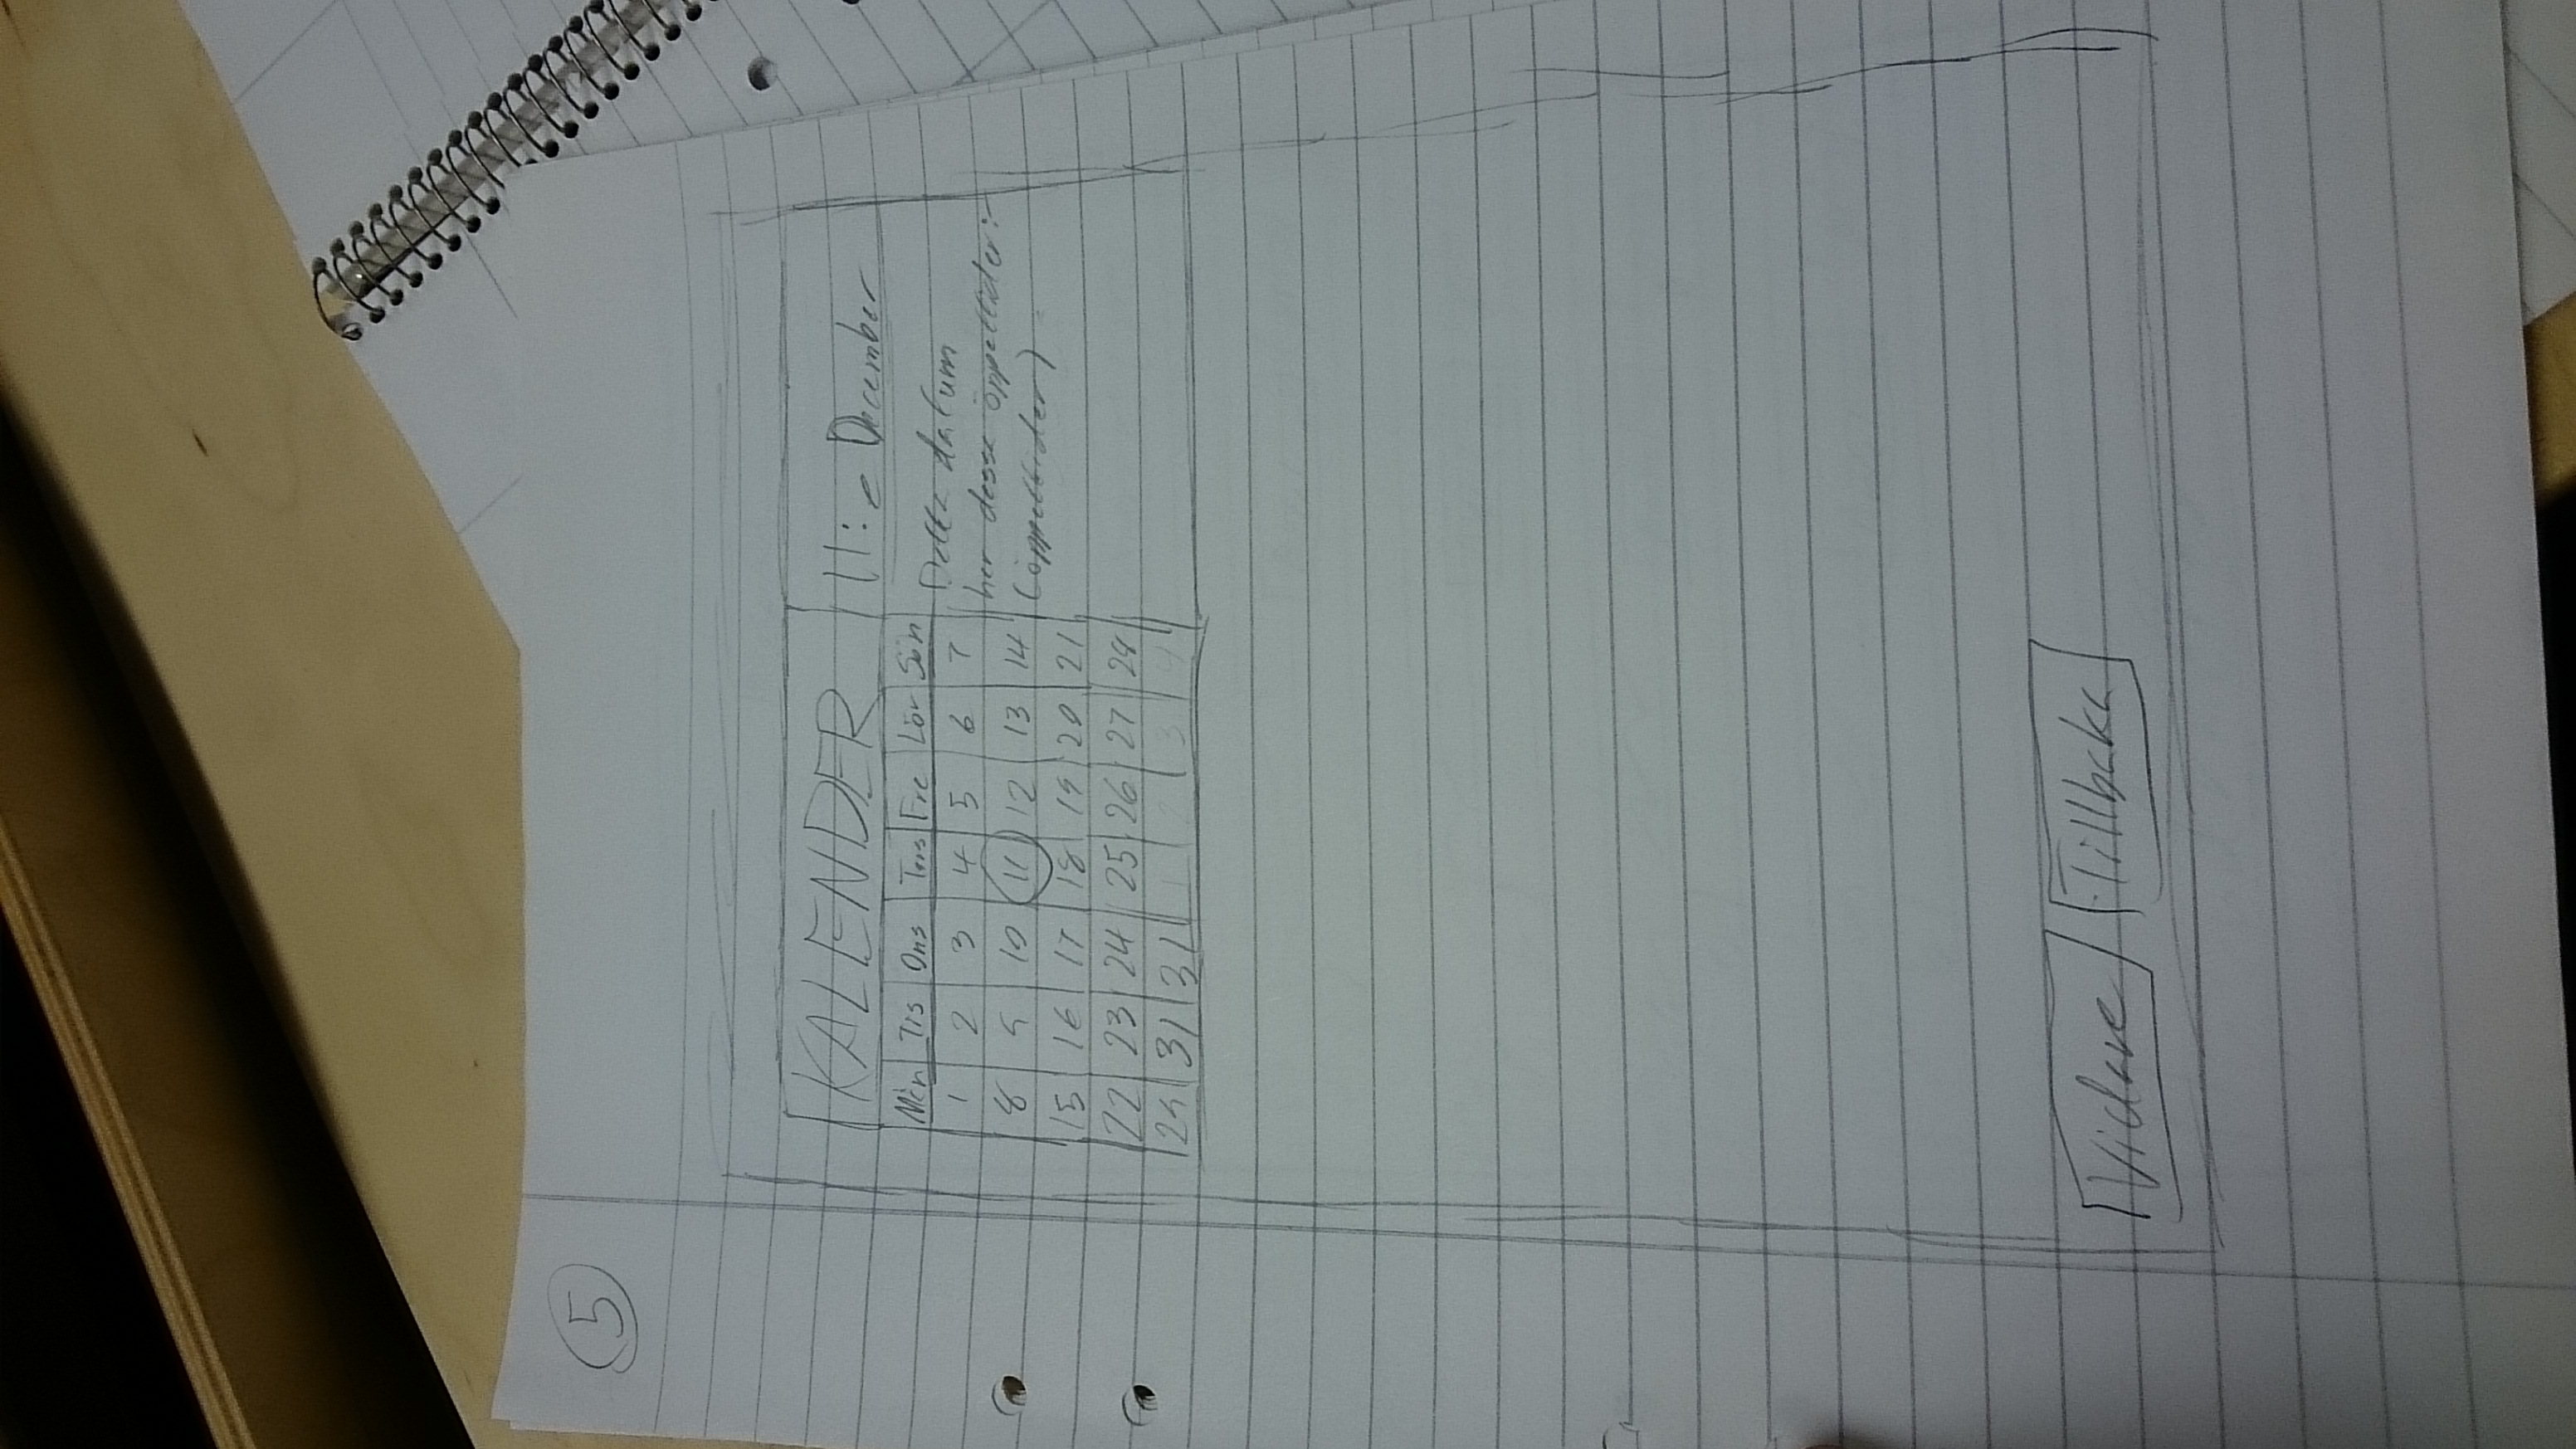 5
KALENDER
11:e December
Mån Tis Ons Tors Fre Lör Sön
Detta datum
1 2 3 4 5 6 7
har dessa öppettider:-
8 9 10 11 12 13 14
(öppettider)
15 16 17 18 19 20 21
22 23 24 25 26 27 28
29 31 31 1 2 3 4
Vidare Tillbaka